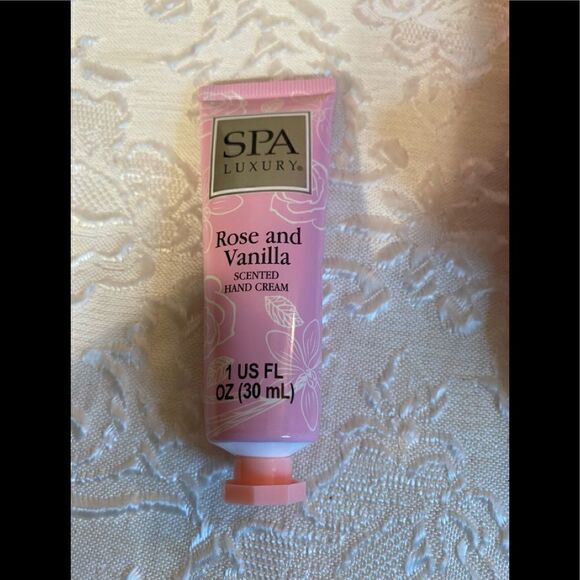 SPA
LUXURY®
Rose and
Vanilla
SCENTED
HAND CREAM
1 US FL
OZ (30 mL)